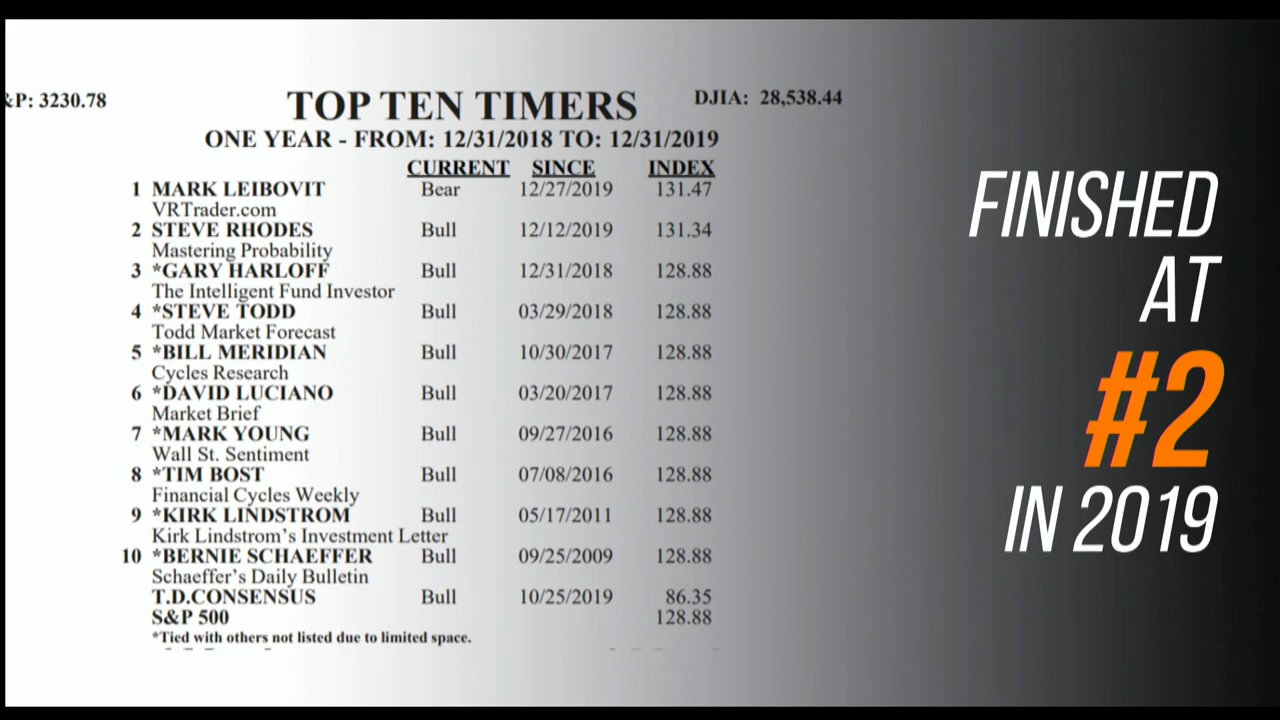 &P: 3230.78
TOP TEN TIMERS
DJIA: 28,538.44
ONE YEAR - FROM: 12/31/2018 TO: 12/31/2019
CURRENT SINCE INDEX
1 MARK LEIBOVIT Bear 12/27/2019 131.47
VRTrader.com
2 STEVE RHODES Bull 12/12/2019 131.34
Mastering Probability
3 *GARY HARLOFF Bull 12/31/2018 128.88
The Intelligent Fund Investor
4 *STEVE TODD Bull 03/29/2018 128.88
Todd Market Forecast
5 *BILL MERIDIAN Bull 10/30/2017 128.88
Cycles Research
6 *DAVID LUCIANO Bull 03/20/2017 128.88
Market Brief
7 *MARK YOUNG Bull 09/27/2016 128.88
Wall St. Sentiment
8 *TIM BOST Bull 07/08/2016 128.88
Financial Cycles Weekly
9 *KIRK LINDSTROM Bull 05/17/2011 128.88
Kirk Lindstrom's Investment Letter
10 *BERNIE SCHAEFFER Bull 09/25/2009 128.88
Schaeffer's Daily Bulletin
T.D.CONSENSUS Bull 10/25/2019 86.35
S&P 500 128.88
*Tied with others not listed due to limited space.
FINISHED
AT
#2
IN 2019